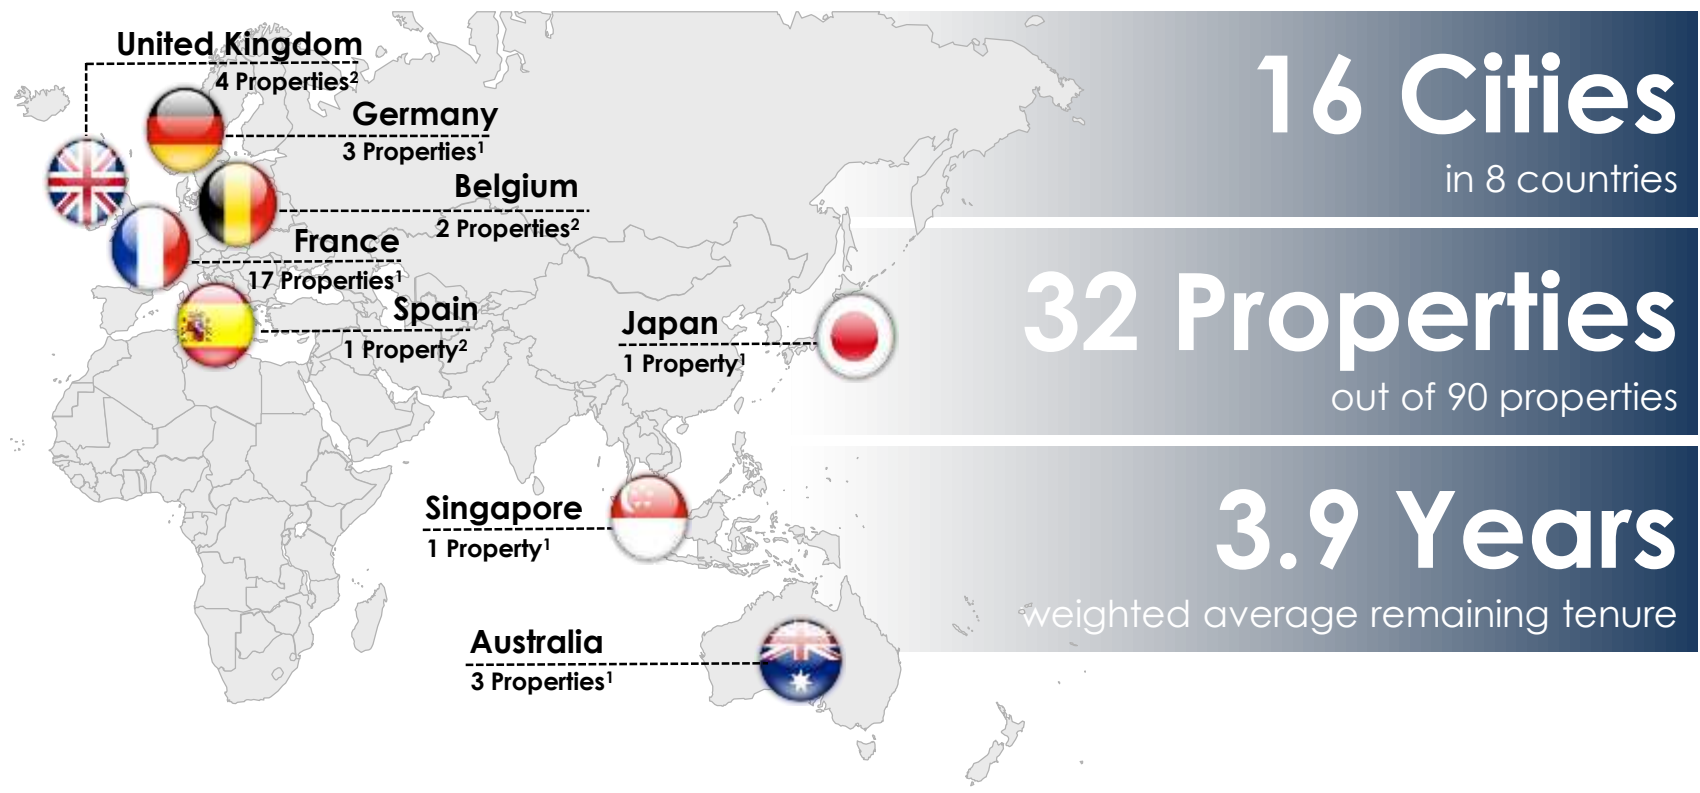 United Kingdom
4 Properties²
Germany
3 Properties¹
Belgium
2 Properties²
France
17 Properties¹
Spain
1 Property²
Japan
1 Property¹
Singapore
1 Property¹
Australia
3 Properties¹
16 Cities
in 8 countries
32 Properties
out of 90 properties
3.9 Years
weighted average remaining tenure